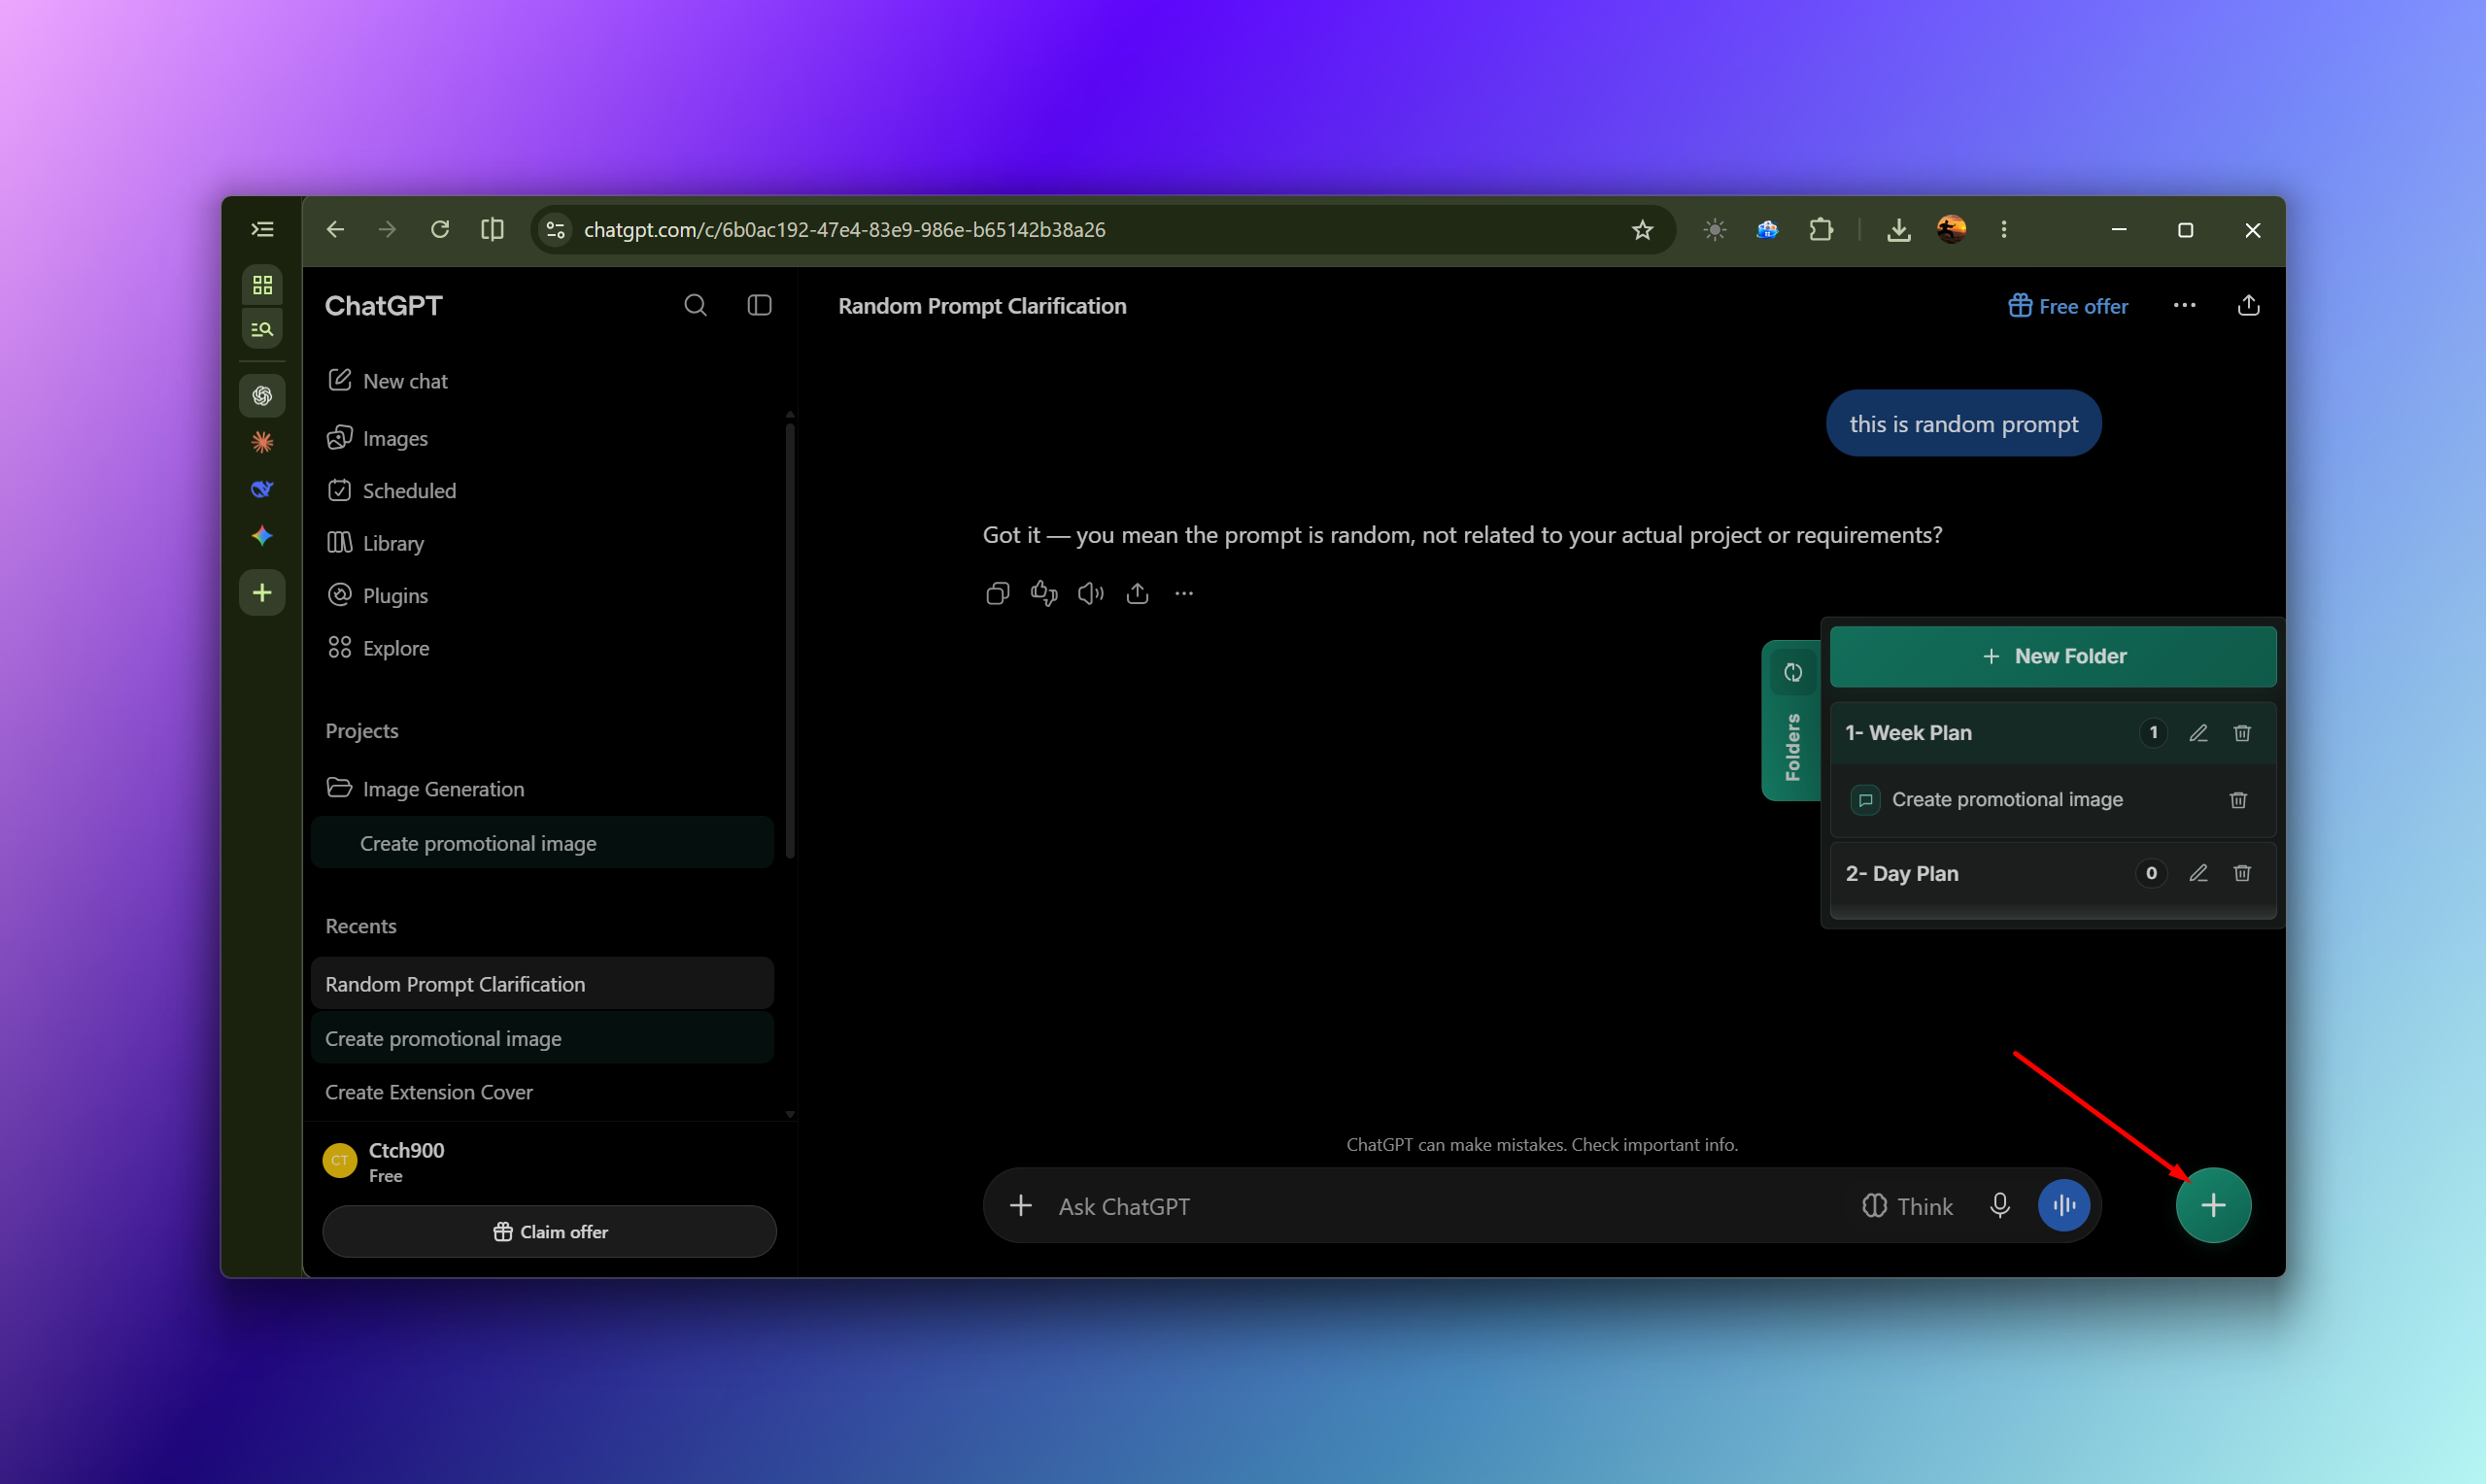 chatgpt.com/c/6b0ac192-47e4-83e9-986e-b65142b38a26
ChatGPT
New chat
Images
Scheduled
Library
Plugins
Explore
Projects
Image Generation
Create promotional image
Recents
Random Prompt Clarification
Create promotional image
Create Extension Cover
CT
Ctch900
Free
Claim offer
Random Prompt Clarification
Free offer
this is random prompt
Got it — you mean the prompt is random, not related to your actual project or requirements?
Folders
+ New Folder
1- Week Plan 1
Create promotional image
2- Day Plan 0
ChatGPT can make mistakes. Check important info.
Ask ChatGPT
Think